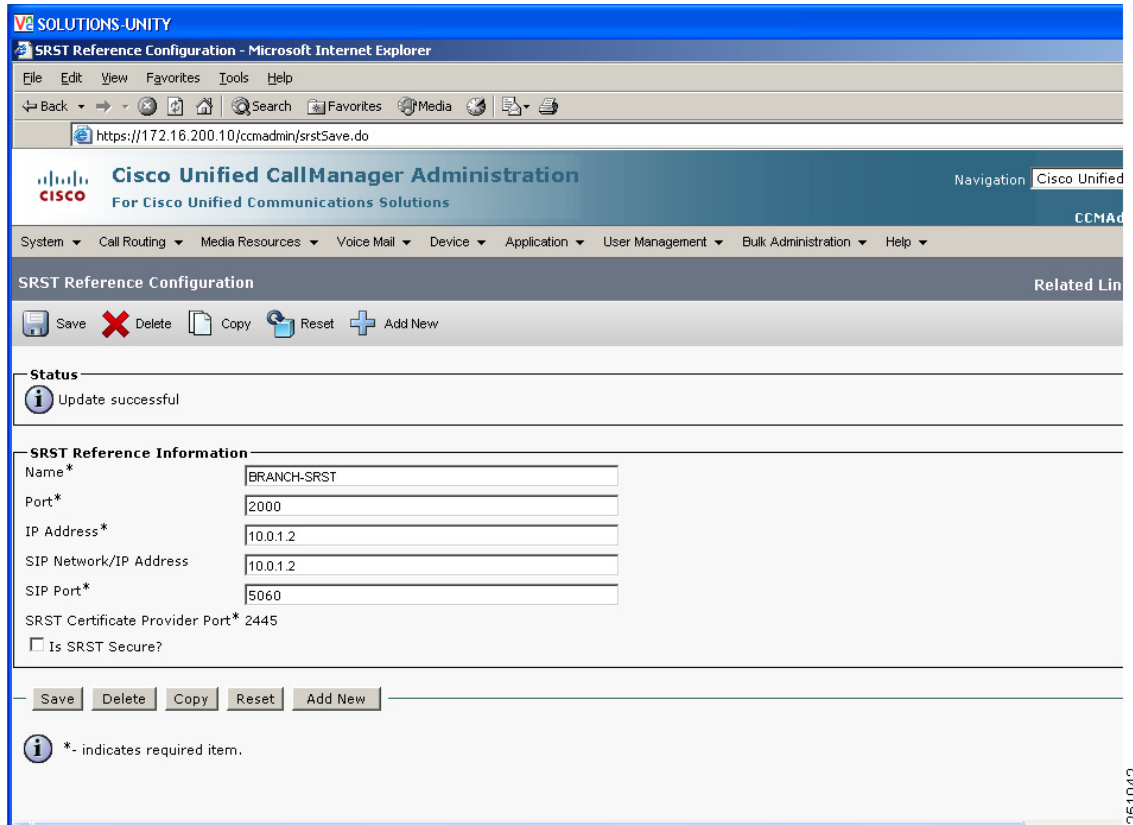 SOLUTIONS-UNITY
SRST Reference Configuration - Microsoft Internet Explorer
File Edit View Favorites Tools Help
Back Search Favorites Media
https://172.16.200.10/ccmadmin/srstSave.do
CISCO
Cisco Unified CallManager Administration
For Cisco Unified Communications Solutions
Navigation Cisco Unified
CCMAd
System Call Routing Media Resources Voice Mail Device Application User Management Bulk Administration Help
SRST Reference Configuration Related Lin
Save Delete Copy Reset Add New
Status
Update successful
SRST Reference Information
Name* BRANCH-SRST
Port* 2000
IP Address* 10.0.1.2
SIP Network/IP Address 10.0.1.2
SIP Port* 5060
SRST Certificate Provider Port* 2445
Is SRST Secure?
Save Delete Copy Reset Add New
*- indicates required item.